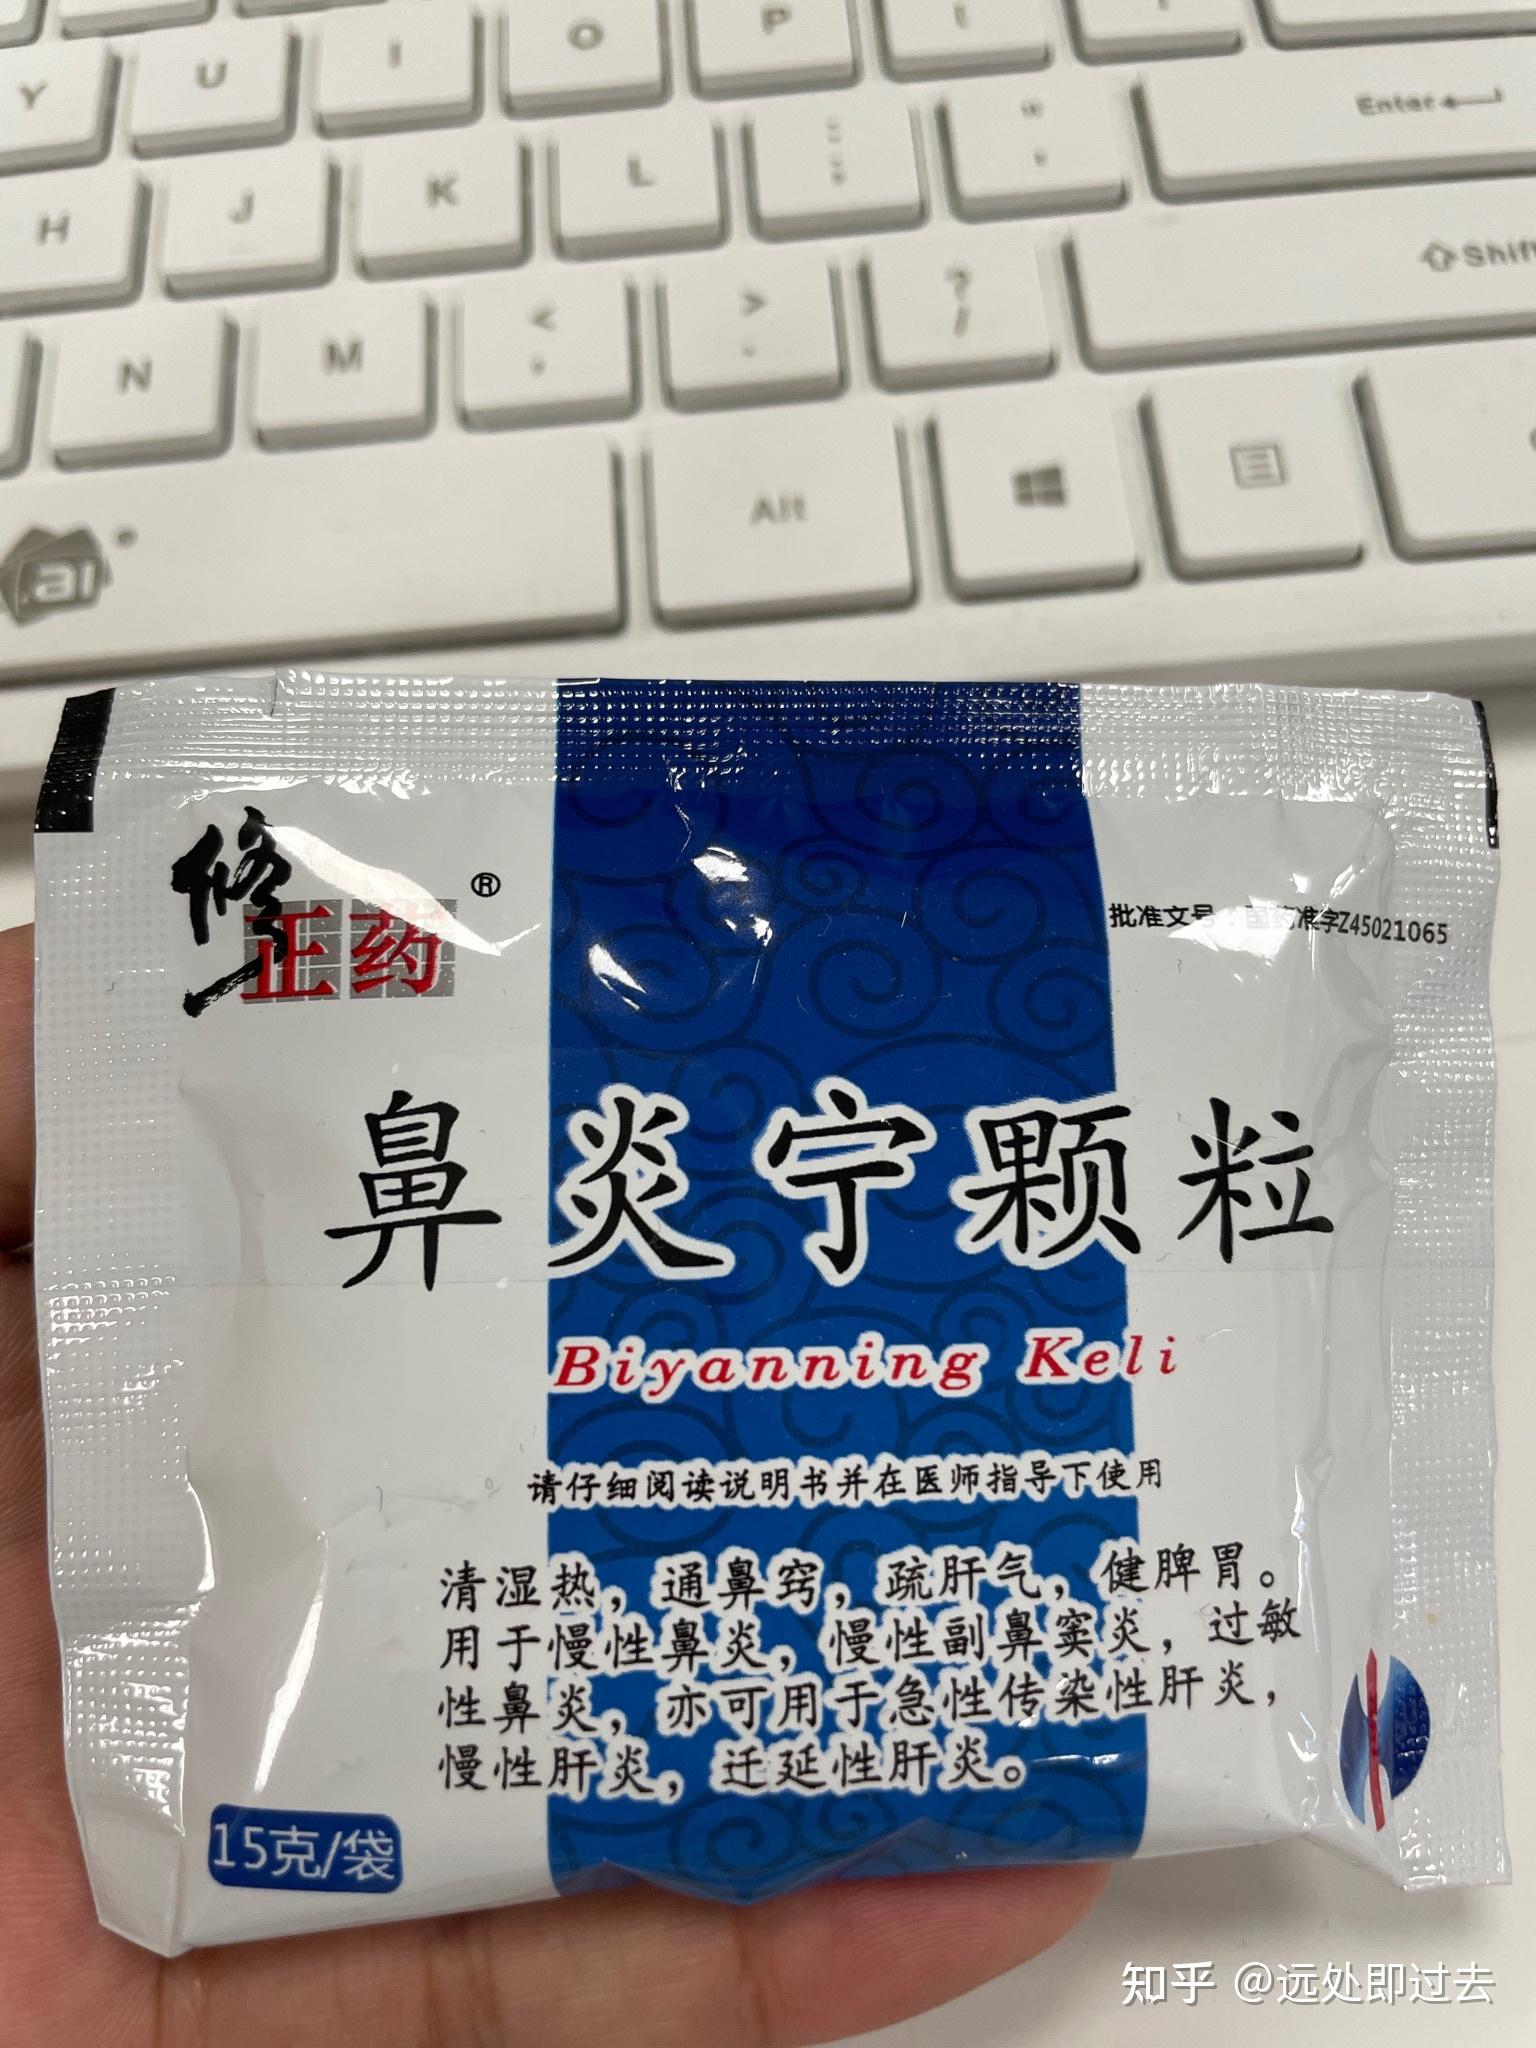 Y U I O P
H J K L
Enter
N M < , > . ? /
Shift
Alt
.ai
修
正药®
批准文号:国药准字Z45021065
鼻炎宁颗粒
Biyanning Keli
请仔细阅读说明书并在医师指导下使用
清湿热，通鼻窍，疏肝气，健脾胃。
用于慢性鼻炎，慢性副鼻窦炎，过敏
性鼻炎，亦可用于急性传染性肝炎，
慢性肝炎，迁延性肝炎。
15克/袋
知乎 @远处即过去